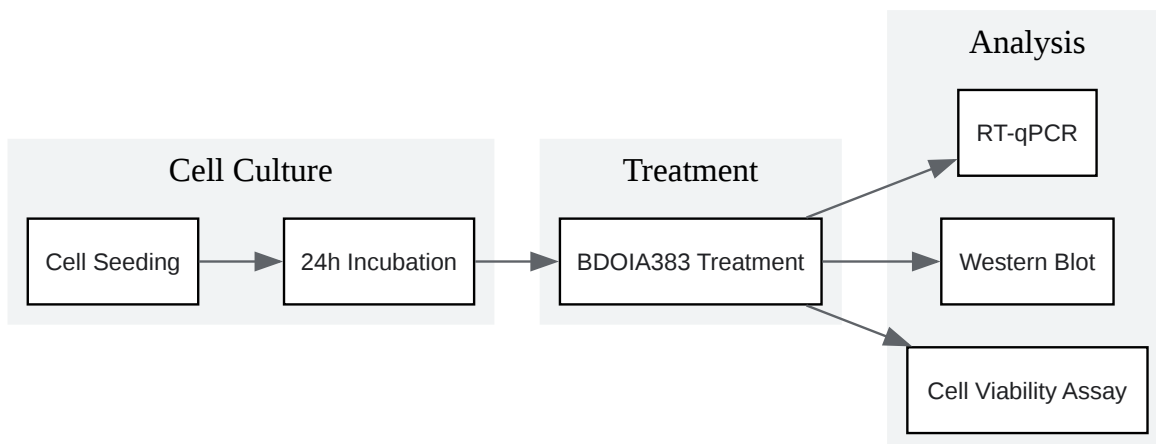 Cell Culture
Cell Seeding
24h Incubation
Treatment
BDOIA383 Treatment
Analysis
RT-qPCR
Western Blot
Cell Viability Assay